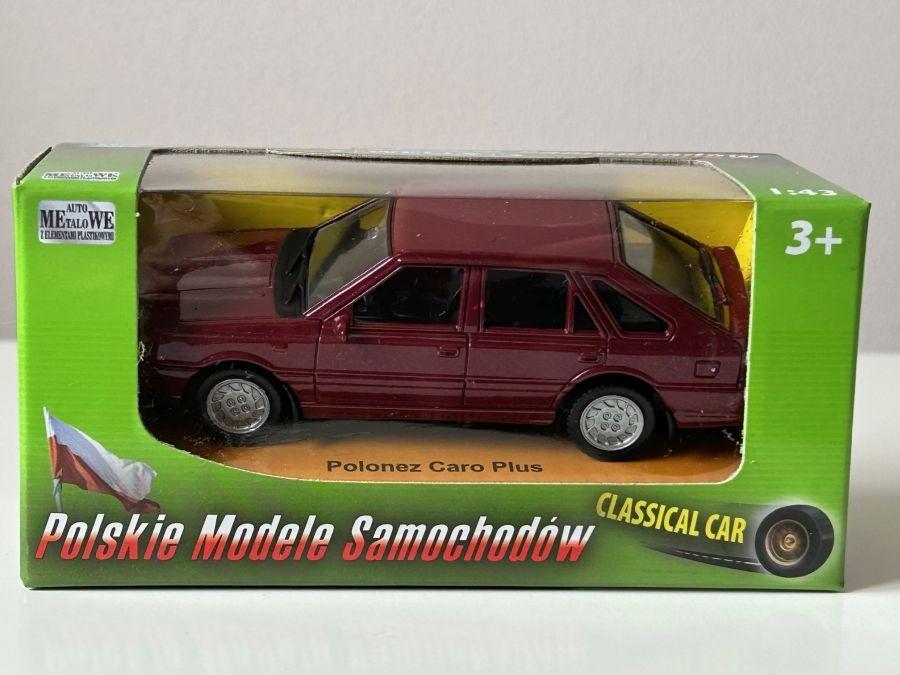 1:43
AUTO
METALOWE
Z ELEMENTAMI PLASTIKOWYMI
3+
Polonez Caro Plus
CLASSICAL CAR
Polskie Modele Samochodów